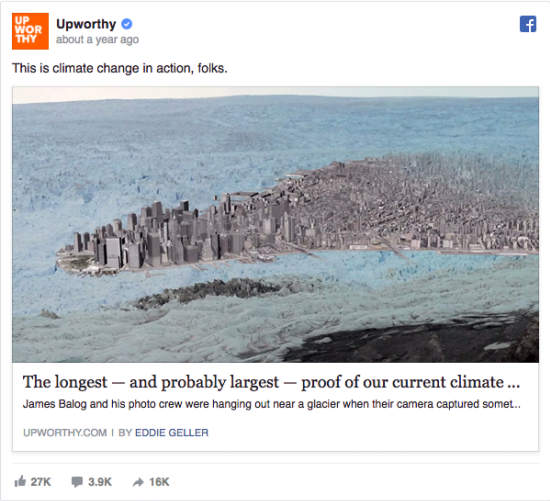 UP
WOR
THY
Upworthy
about a year ago
This is climate change in action, folks.
The longest — and probably largest — proof of our current climate ...
James Balog and his photo crew were hanging out near a glacier when their camera captured somet...
UPWORTHY.COM | BY EDDIE GELLER
27K 3.9K 16K